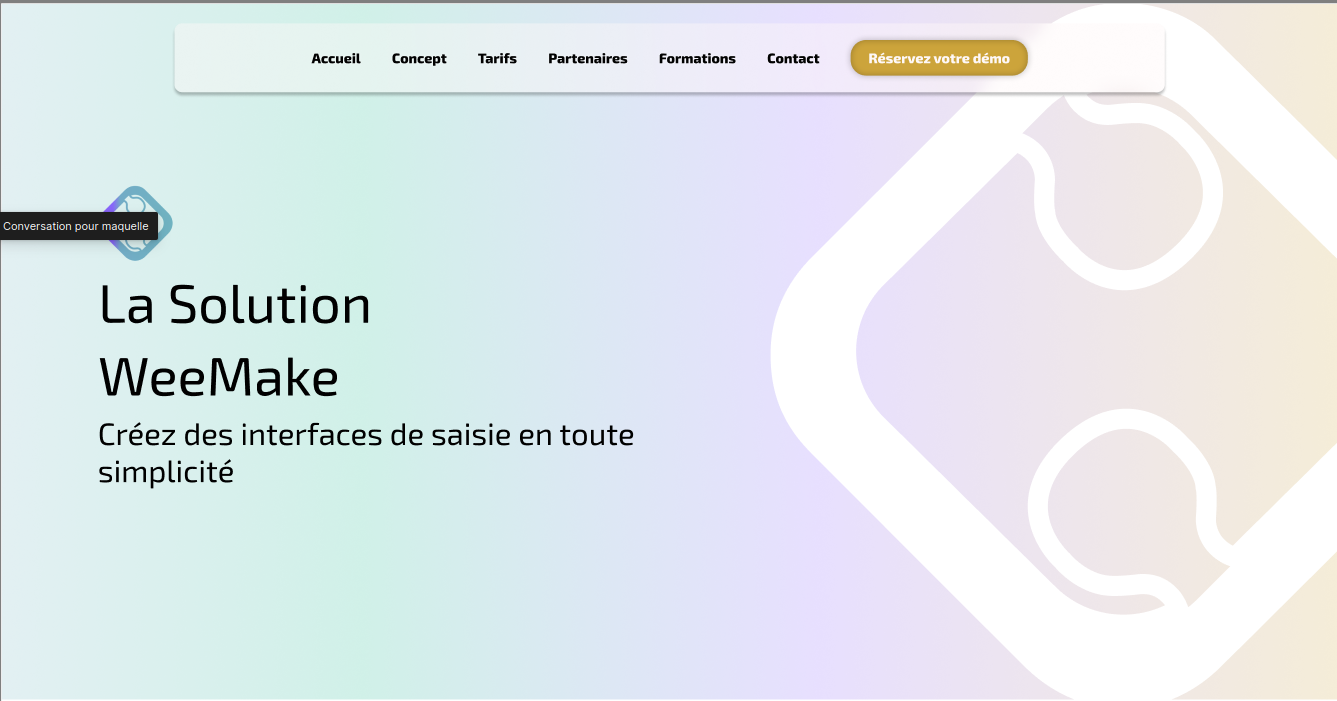 Accueil Concept Tarifs Partenaires Formations Contact Réservez votre démo
Conversation pour maquelle
La Solution
WeeMake
Créez des interfaces de saisie en toute
simplicité